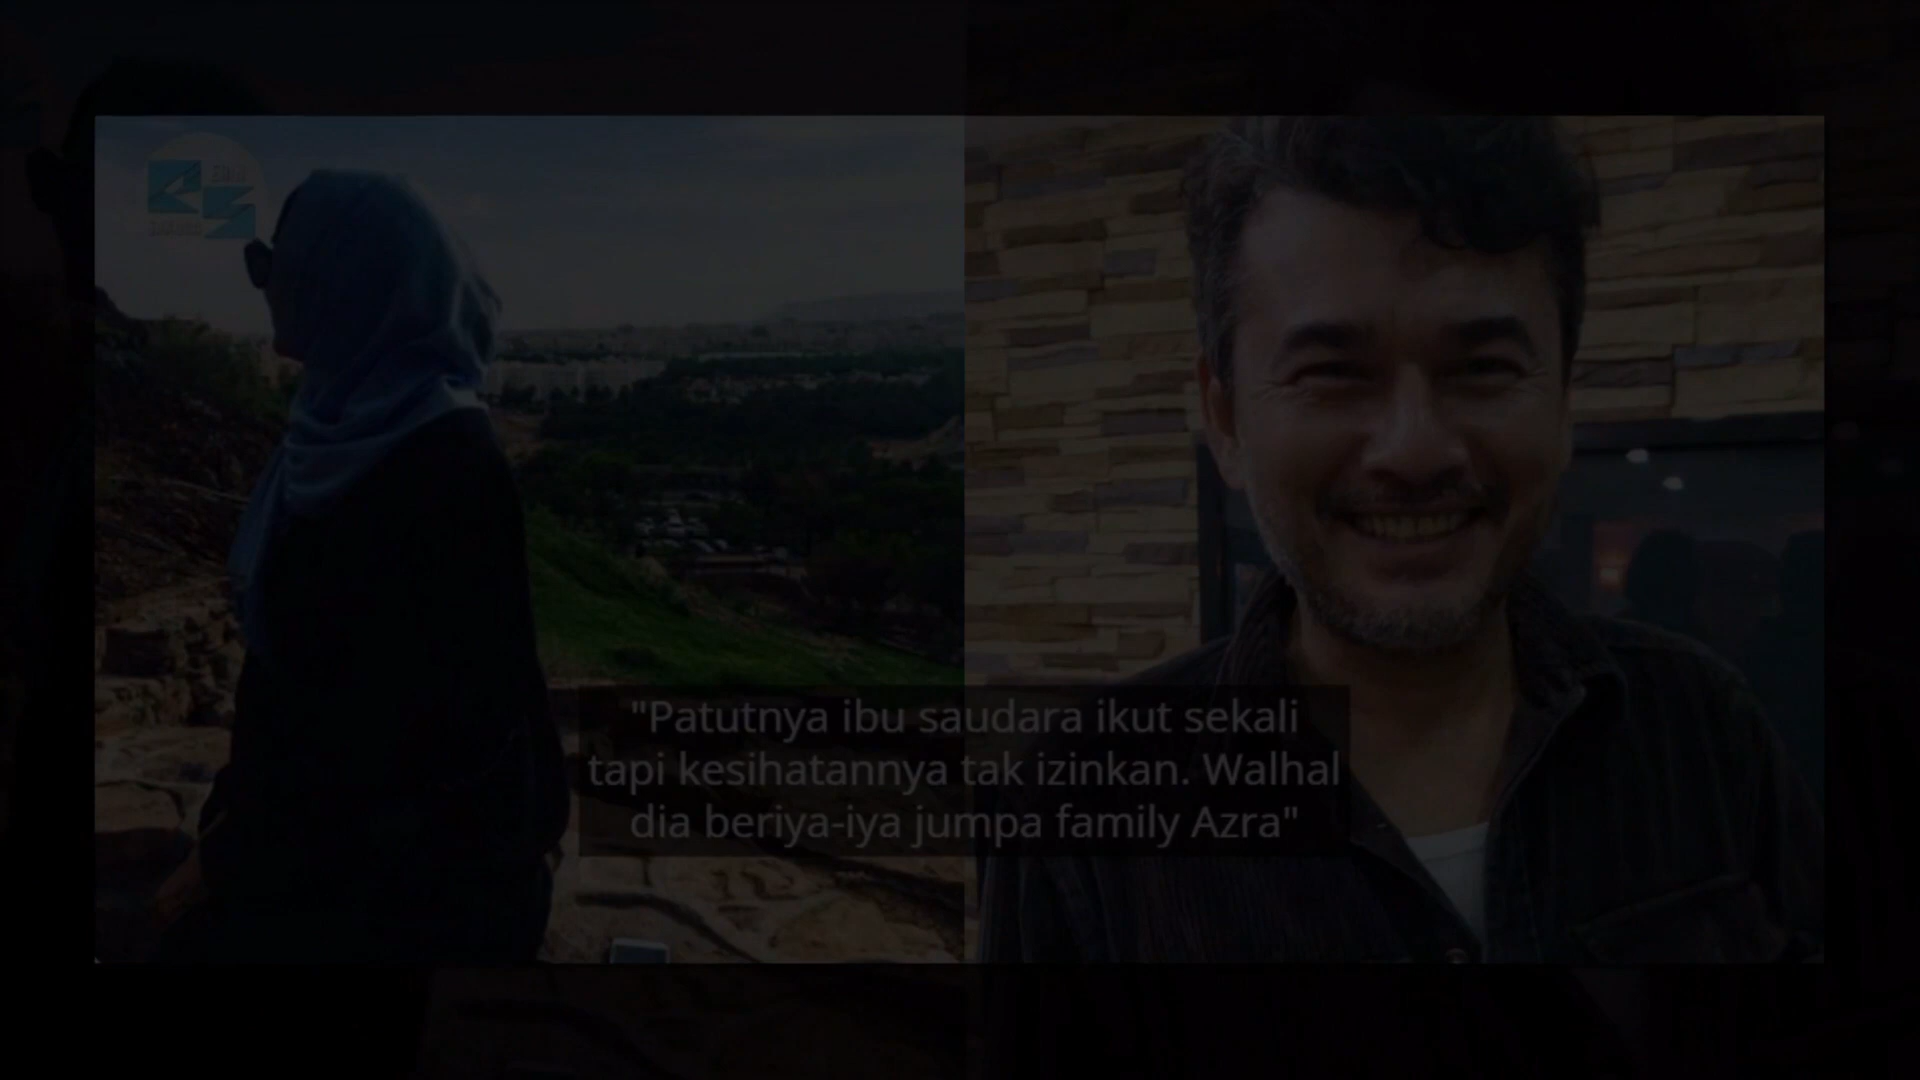 "Patutnya ibu saudara ikut sekali
tapi kesihatannya tak izinkan. Walhal
dia beriya-iya jumpa family Azra"